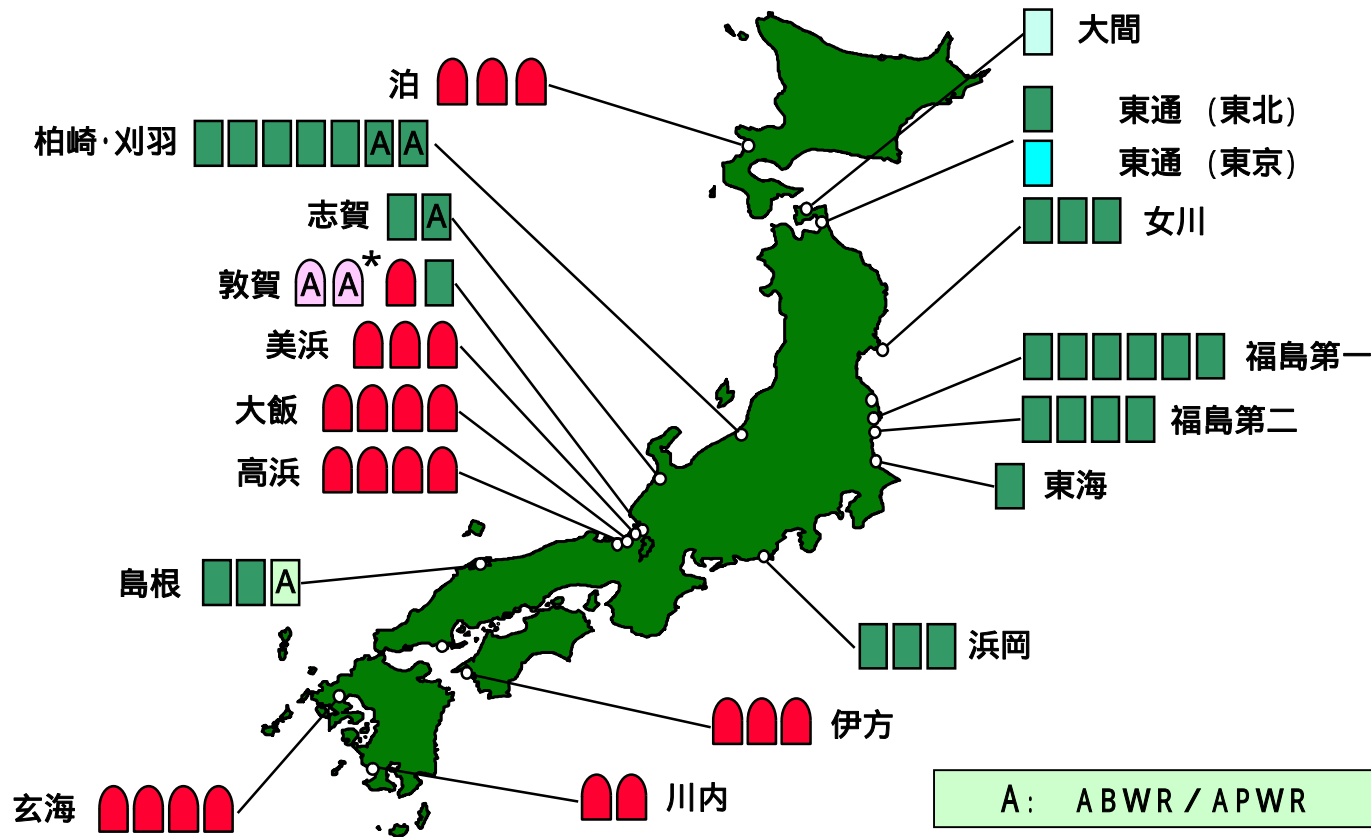 大間
泊
東通 (東北)
柏崎·刈羽 A A
東通 (東京)
志賀 A
女川
敦賀 A A *
美浜
福島第一
大飯
福島第二
高浜
東海
島根 A
浜岡
伊方
玄海
川内
A: ABWR/APWR